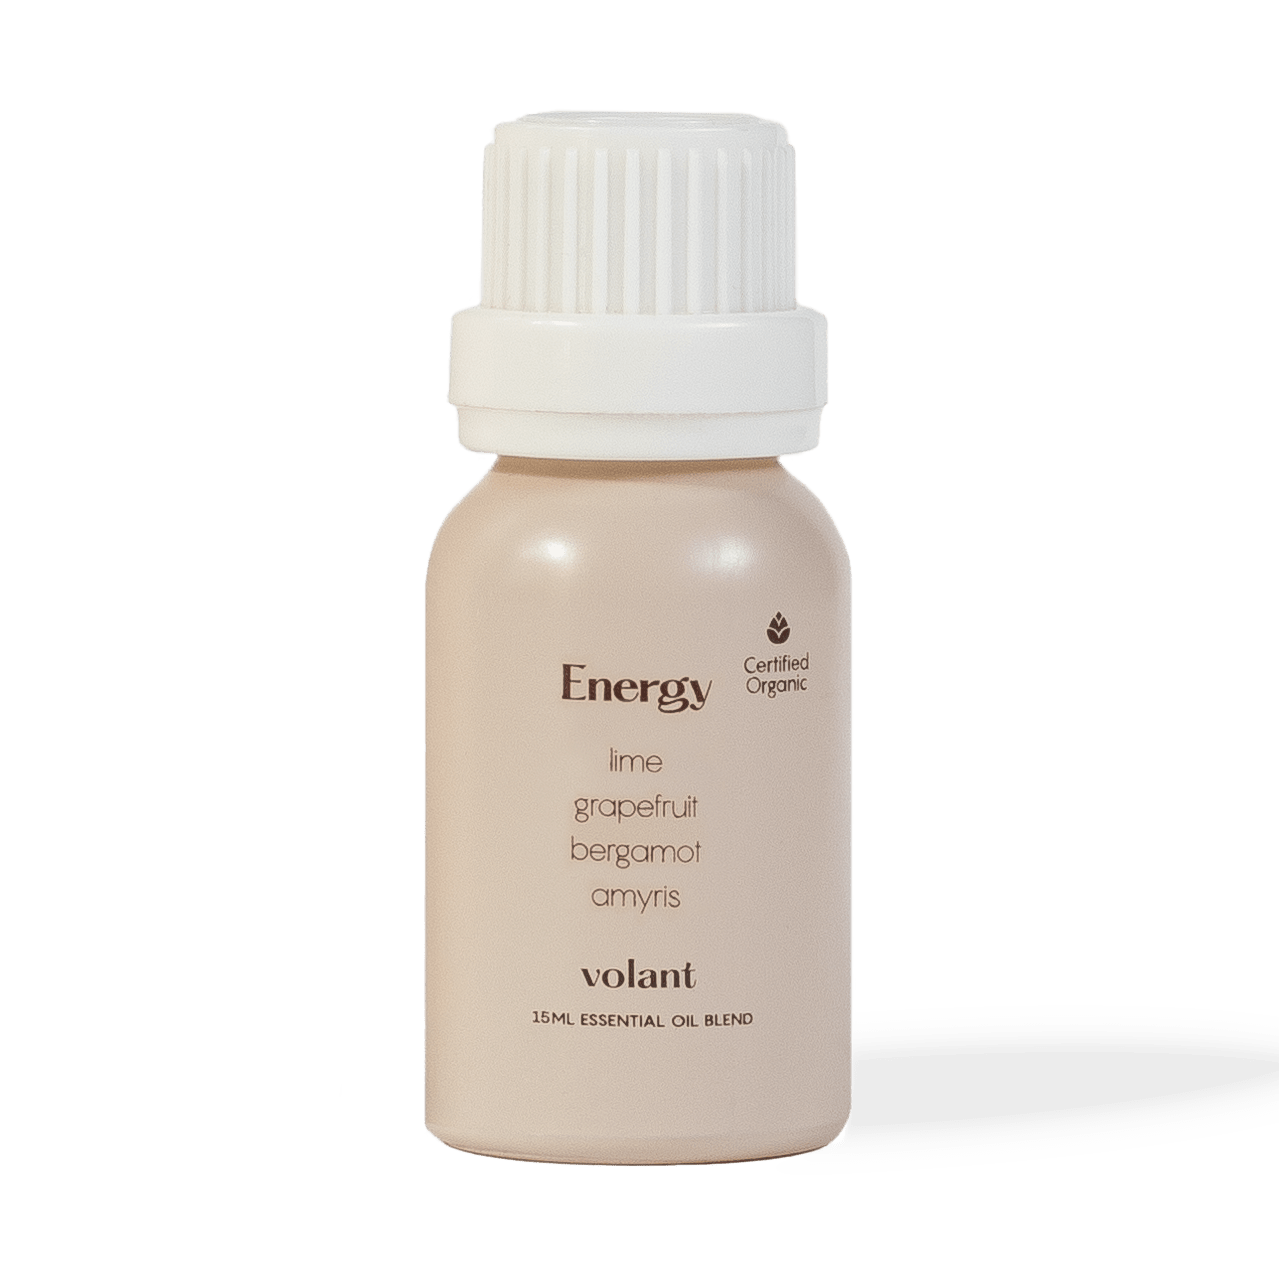 Certified
Organic
Energy
lime
grapefruit
bergamot
amyris
volant
15ML ESSENTIAL OIL BLEND